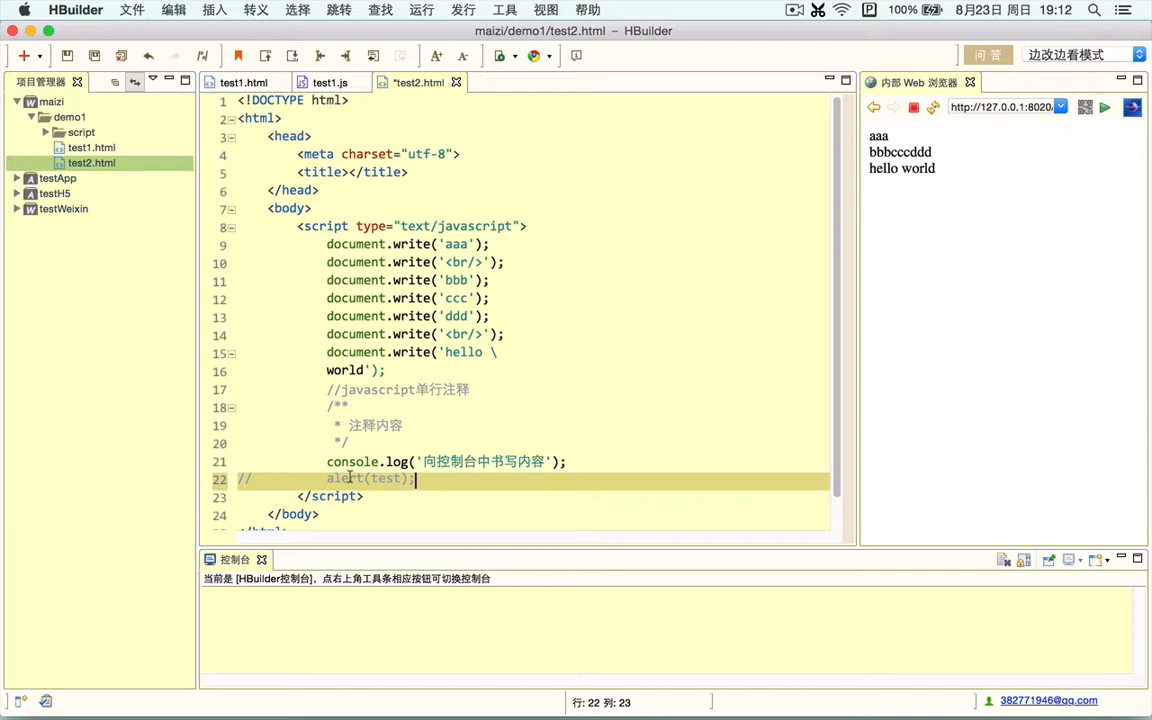 HBuilder 文件 编辑 插入 转义 选择 跳转 查找 运行 发行 工具 视图 帮助 100% 8月23日 周日 19:12
maizi/demo1/test2.html – HBuilder
问 答 边改边看模式
项目管理器
maizi
demo1
script
test1.html
test2.html
testApp
testH5
testWeixin
test1.html test1.js *test2.html
1 <!DOCTYPE html>
2 <html>
3 <head>
4 <meta charset="utf-8">
5 <title></title>
6 </head>
7 <body>
8 <script type="text/javascript">
9 document.write('aaa');
10 document.write('<br/>');
11 document.write('bbb');
12 document.write('ccc');
13 document.write('ddd');
14 document.write('<br/>');
15 document.write('hello \
16 world');
17 //javascript单行注释
18 /**
19 * 注释内容
20 */
21 console.log('向控制台中书写内容');
22 // alert(test);
23 </script>
24 </body>
内部 Web 浏览器
http://127.0.0.1:8020/
aaa
bbbcccddd
hello world
控制台
当前是 [HBuilder控制台]，点右上角工具条相应按钮可切换控制台
行: 22 列: 23
382771946@qq.com